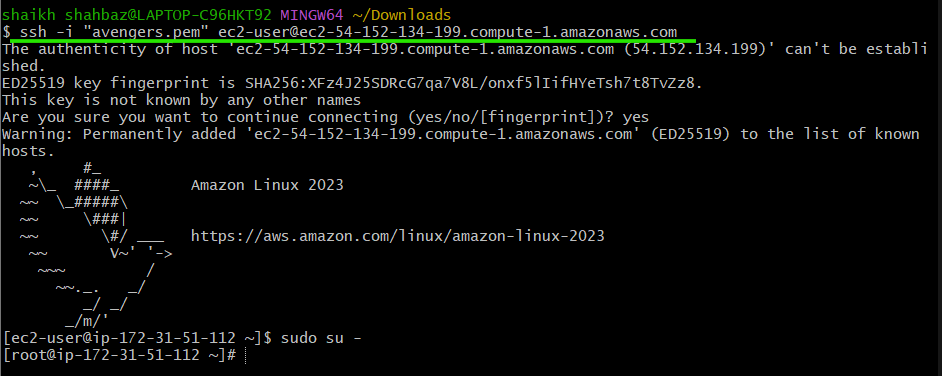 shaikh shahbaz@LAPTOP-C96HKT92 MINGW64 ~/Downloads
$ ssh -i "avengers.pem" ec2-user@ec2-54-152-134-199.compute-1.amazonaws.com
The authenticity of host 'ec2-54-152-134-199.compute-1.amazonaws.com (54.152.134.199)' can't be establi
shed.
ED25519 key fingerprint is SHA256:XFz4J25SDRcG7qa7V8L/onxf5lIifHYeTsh7t8TvZz8.
This key is not known by any other names
Are you sure you want to continue connecting (yes/no/[fingerprint])? yes
Warning: Permanently added 'ec2-54-152-134-199.compute-1.amazonaws.com' (ED25519) to the list of known
hosts.
   ,     #_
   ~\_  ####_        Amazon Linux 2023
  ~~  \_#####\
  ~~     \###|
  ~~       \#/ ___   https://aws.amazon.com/linux/amazon-linux-2023
   ~~       V~' '->
    ~~~         /
      ~~._.   _/
         _/ _/
       _/m/'
[ec2-user@ip-172-31-51-112 ~]$ sudo su -
[root@ip-172-31-51-112 ~]#